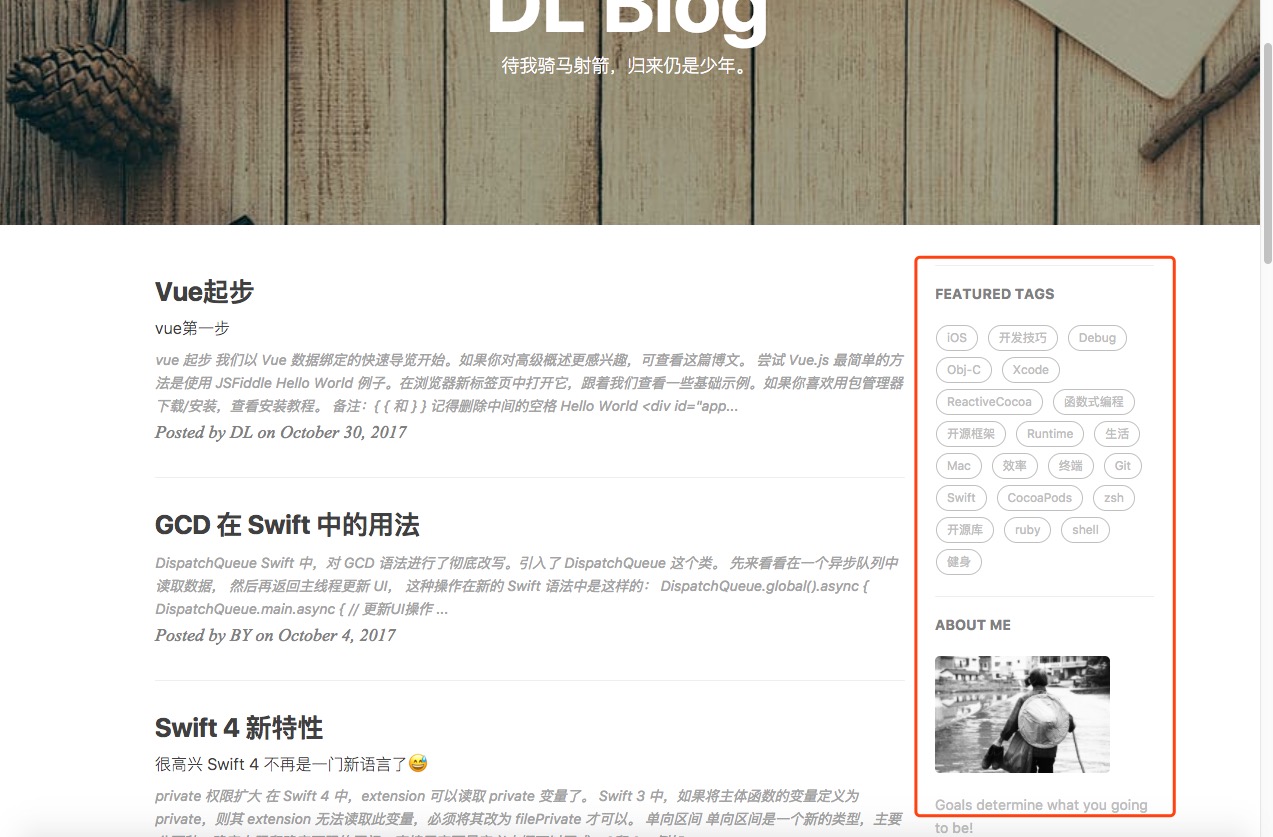 DL Blog
待我骑马射箭，归来仍是少年。
Vue起步
vue第一步
vue 起步 我们以 Vue 数据绑定的快速导览开始。如果你对高级概述更感兴趣，可查看这篇博文。 尝试 Vue.js 最简单的方
法是使用 JSFiddle Hello World 例子。在浏览器新标签页中打开它，跟着我们查看一些基础示例。如果你喜欢用包管理器
下载/安装，查看安装教程。 备注：{ { 和 } } 记得删除中间的空格 Hello World <div id="app...
Posted by DL on October 30, 2017
GCD 在 Swift 中的用法
DispatchQueue Swift 中，对 GCD 语法进行了彻底改写。引入了 DispatchQueue 这个类。 先来看看在一个异步队列中
读取数据， 然后再返回主线程更新 UI， 这种操作在新的 Swift 语法中是这样的： DispatchQueue.global().async {
DispatchQueue.main.async { // 更新UI操作 ...
Posted by BY on October 4, 2017
Swift 4 新特性
很高兴 Swift 4 不再是一门新语言了😅
private 权限扩大 在 Swift 4 中，extension 可以读取 private 变量了。 Swift 3 中，如果将主体函数的变量定义为
private，则其 extension 无法读取此变量，必须将其改为 filePrivate 才可以。 单向区间 单向区间是一个新的类型，主要
FEATURED TAGS
iOS 开发技巧 Debug
Obj-C Xcode
ReactiveCocoa 函数式编程
开源框架 Runtime 生活
Mac 效率 终端 Git
Swift CocoaPods zsh
开源库 ruby shell
健身
ABOUT ME
Goals determine what you going
to be!